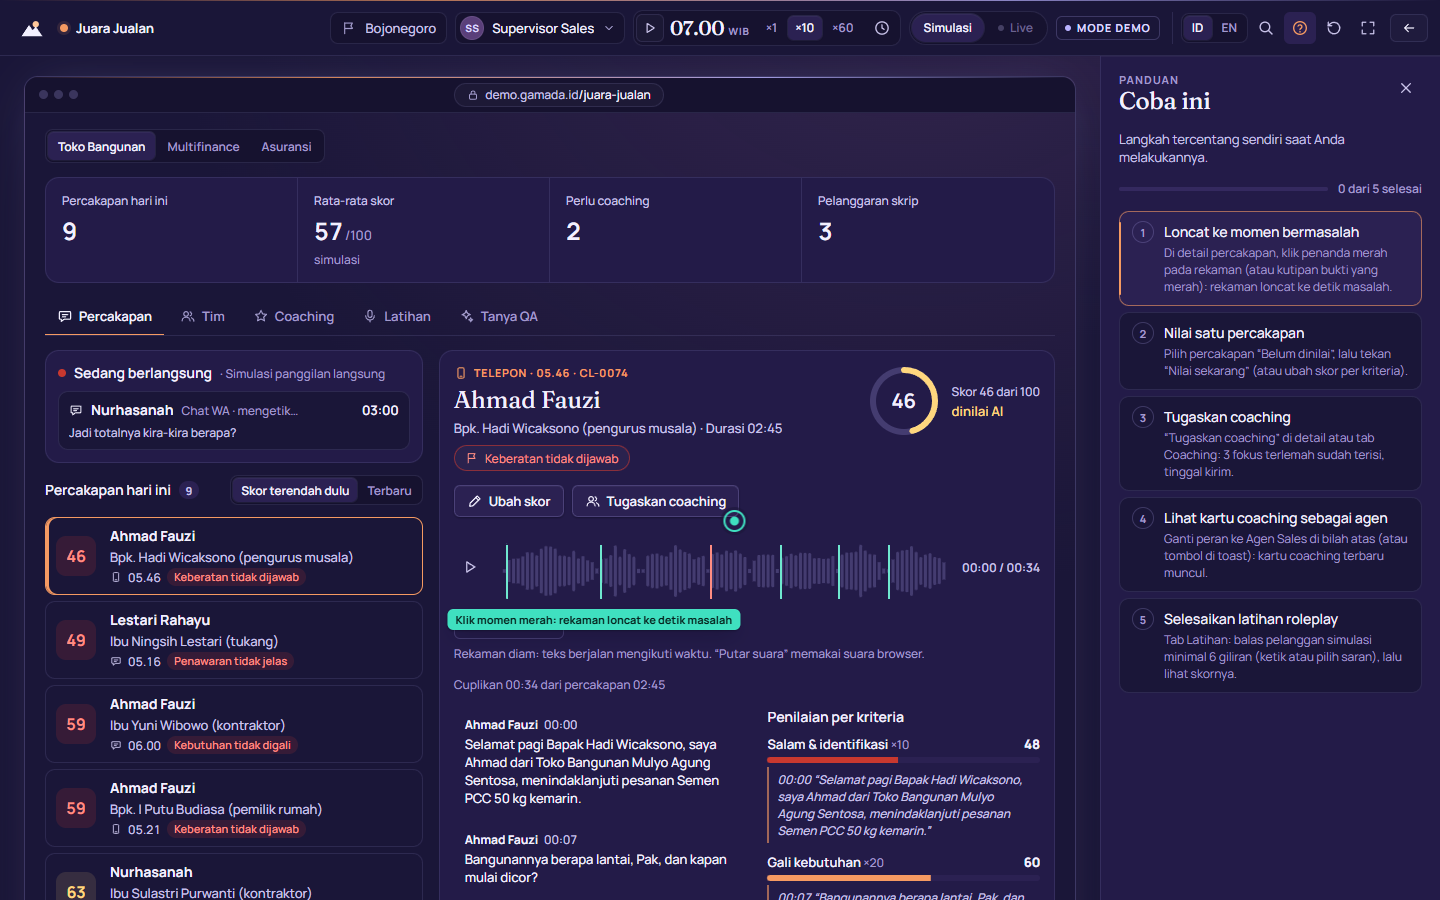 Juara Jualan
Bojonegoro
SS Supervisor Sales
07.00 WIB
×1 ×10 ×60
Simulasi
Live
MODE DEMO
ID EN
demo.gamada.id/juara-jualan
Toko Bangunan
Multifinance
Asuransi
Percakapan hari ini
9
Rata-rata skor
57 /100
simulasi
Perlu coaching
2
Pelanggaran skrip
3
Percakapan
Tim
Coaching
Latihan
Tanya QA
Sedang berlangsung · Simulasi panggilan langsung
Nurhasanah Chat WA · mengetik... 03:00
Jadi totalnya kira-kira berapa?
Percakapan hari ini 9
Skor terendah dulu
Terbaru
46
Ahmad Fauzi
Bpk. Hadi Wicaksono (pengurus musala)
05.46 Keberatan tidak dijawab
49
Lestari Rahayu
Ibu Ningsih Lestari (tukang)
05.16 Penawaran tidak jelas
59
Ahmad Fauzi
Ibu Yuni Wibowo (kontraktor)
06.00 Kebutuhan tidak digali
59
Ahmad Fauzi
Bpk. I Putu Budiasa (pemilik rumah)
05.21 Keberatan tidak dijawab
63
Nurhasanah
Ibu Sulastri Purwanti (kontraktor)
TELEPON · 05.46 · CL-0074
Ahmad Fauzi
Bpk. Hadi Wicaksono (pengurus musala) · Durasi 02:45
Keberatan tidak dijawab
46
Skor 46 dari 100
dinilai AI
Ubah skor
Tugaskan coaching
00:00 / 00:34
Klik momen merah: rekaman loncat ke detik masalah
Rekaman diam: teks berjalan mengikuti waktu. “Putar suara” memakai suara browser.
Cuplikan 00:34 dari percakapan 02:45
Ahmad Fauzi 00:00
Selamat pagi Bapak Hadi Wicaksono, saya
Ahmad dari Toko Bangunan Mulyo Agung
Sentosa, menindaklanjuti pesanan Semen
PCC 50 kg kemarin.
Ahmad Fauzi 00:07
Bangunannya berapa lantai, Pak, dan kapan
mulai dicor?
Penilaian per kriteria
Salam & identifikasi ×10 48
00:00 “Selamat pagi Bapak Hadi Wicaksono,
saya Ahmad dari Toko Bangunan Mulyo
Agung Sentosa, menindaklanjuti pesanan
Semen PCC 50 kg kemarin.”
Gali kebutuhan ×20 60
00:07 “Bangunannya berapa lantai, Pak, dan
PANDUAN
Coba ini
Langkah tercentang sendiri saat Anda
melakukannya.
0 dari 5 selesai
1 Loncat ke momen bermasalah
Di detail percakapan, klik penanda merah
pada rekaman (atau kutipan bukti yang
merah): rekaman loncat ke detik masalah.
2 Nilai satu percakapan
Pilih percakapan “Belum dinilai”, lalu tekan
“Nilai sekarang” (atau ubah skor per kriteria).
3 Tugaskan coaching
“Tugaskan coaching” di detail atau tab
Coaching: 3 fokus terlemah sudah terisi,
tinggal kirim.
4 Lihat kartu coaching sebagai agen
Ganti peran ke Agen Sales di bilah atas (atau
tombol di toast): kartu coaching terbaru
muncul.
5 Selesaikan latihan roleplay
Tab Latihan: balas pelanggan simulasi
minimal 6 giliran (ketik atau pilih saran), lalu
lihat skornya.